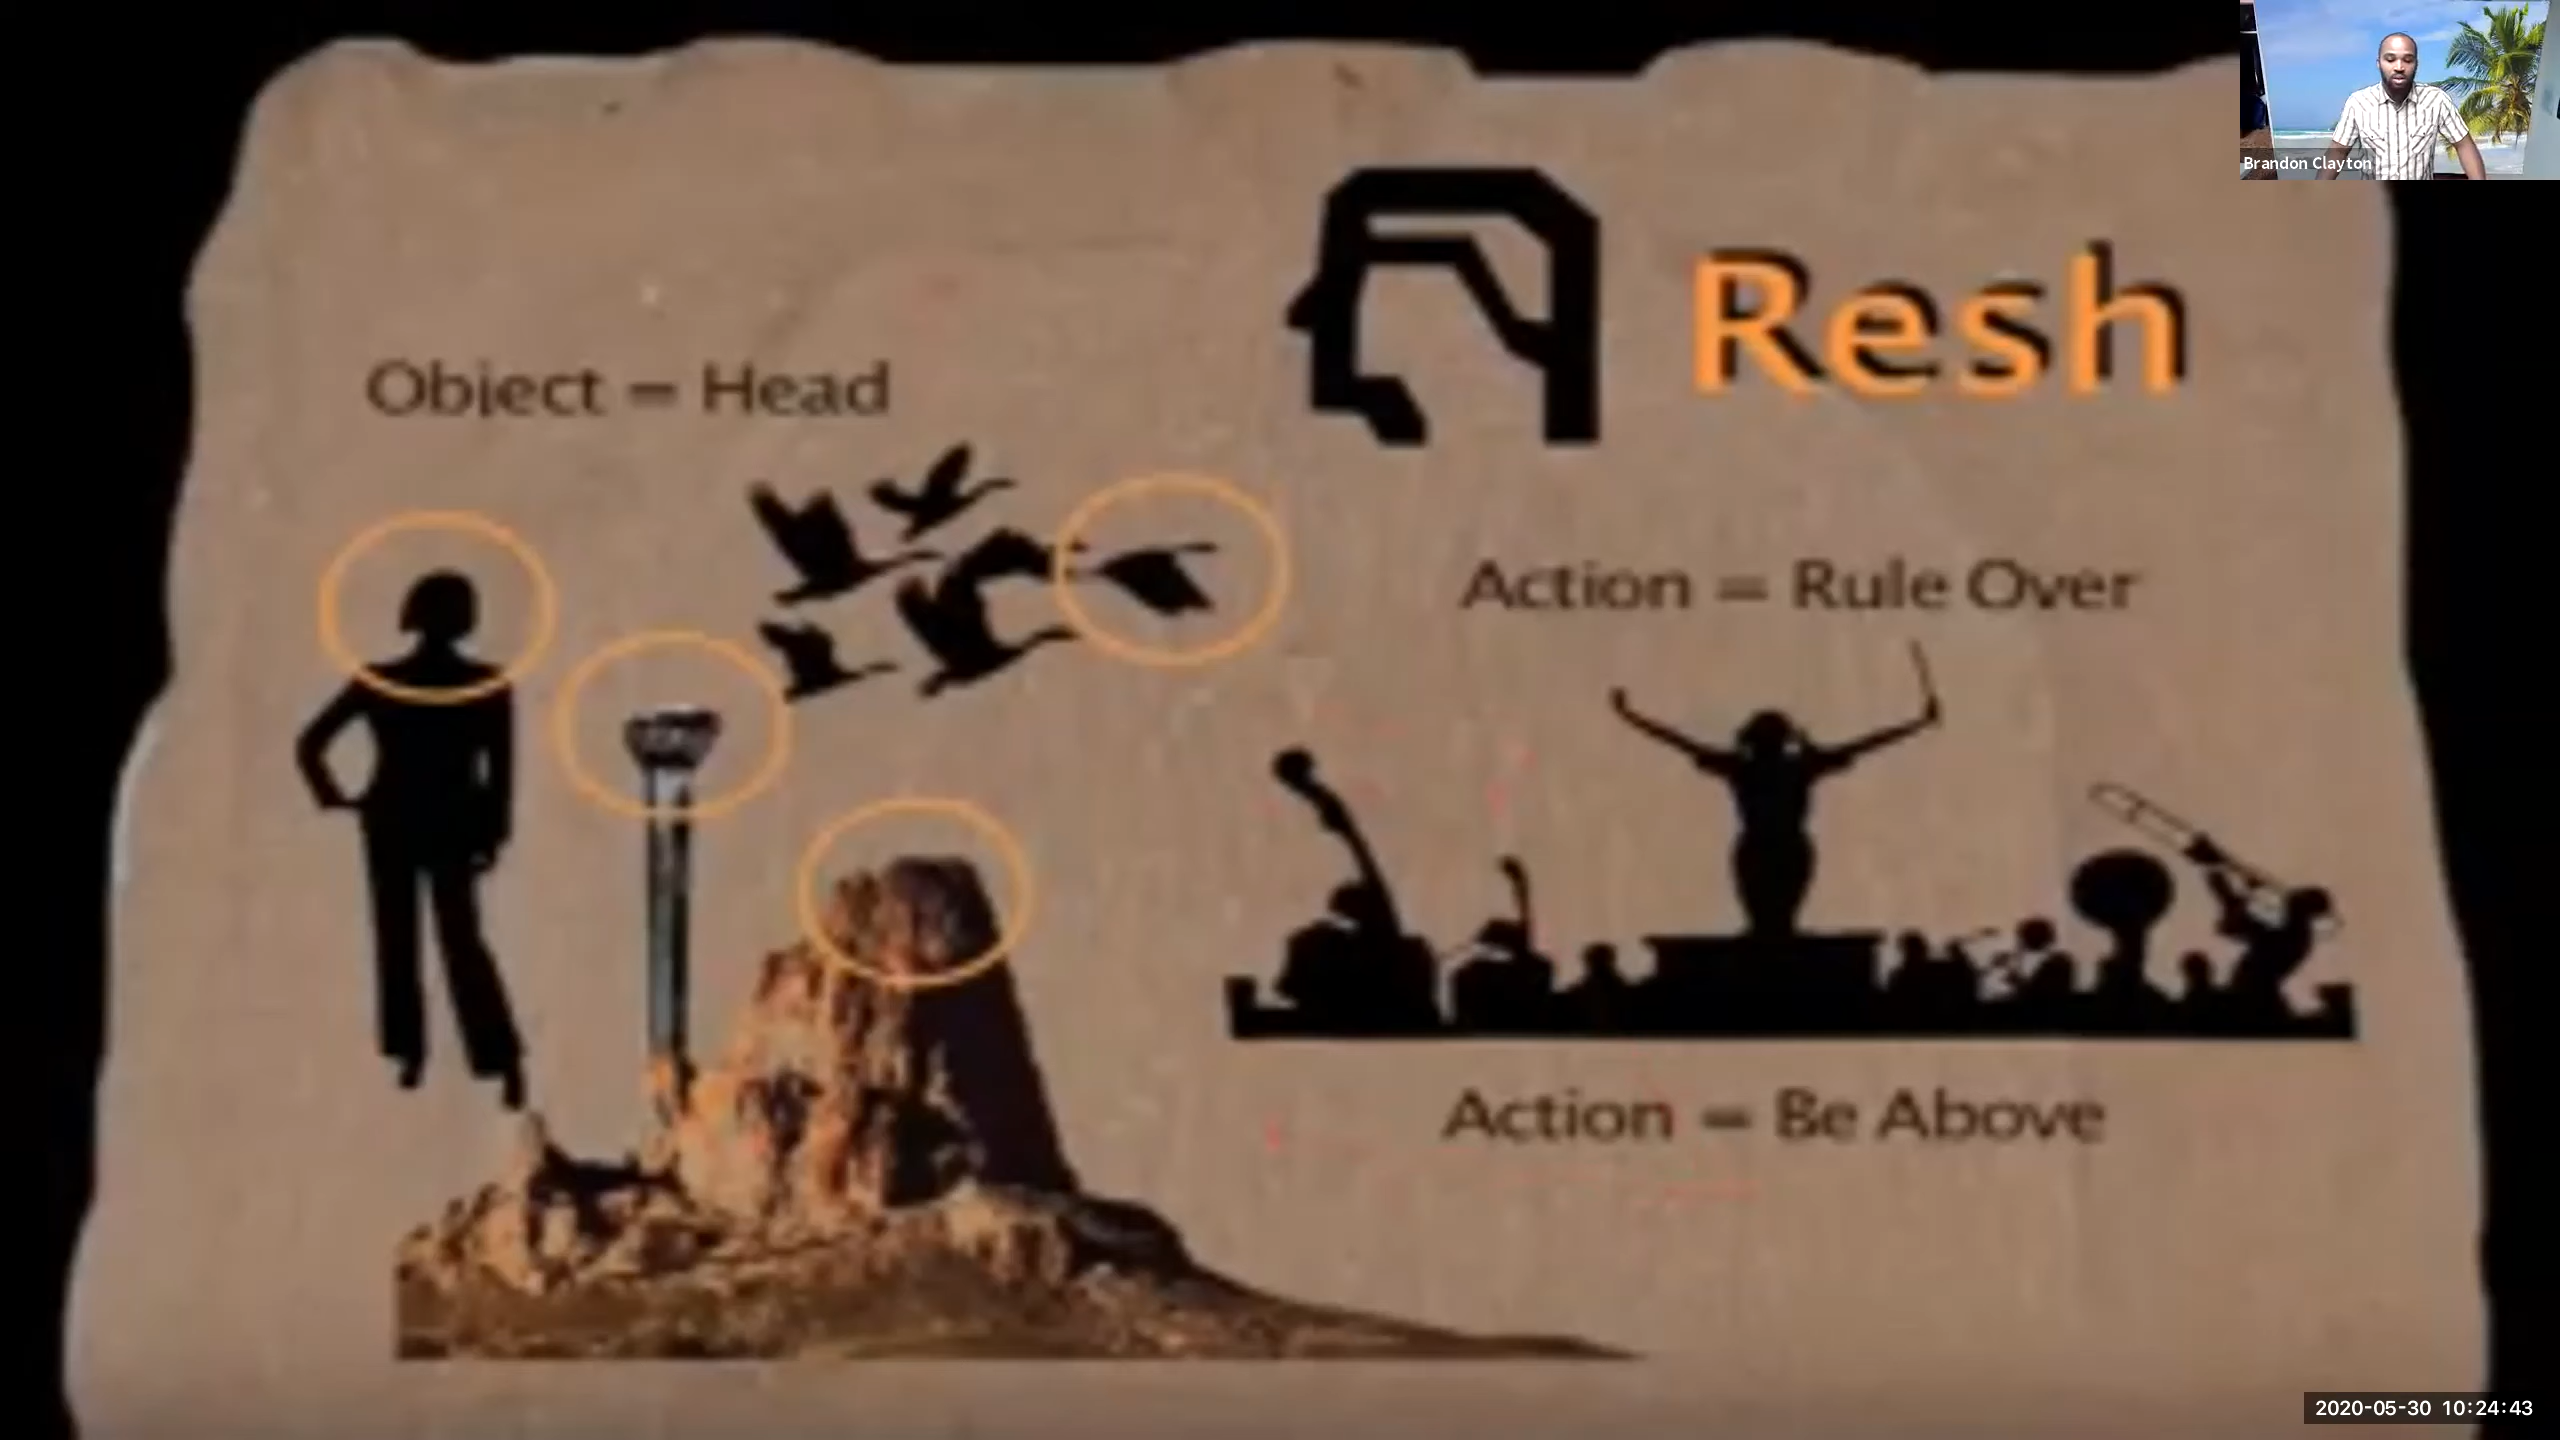 Brandon Clayton
Resh
Object = Head
Action = Rule Over
Action = Be Above
2020-05-30 10:24:43